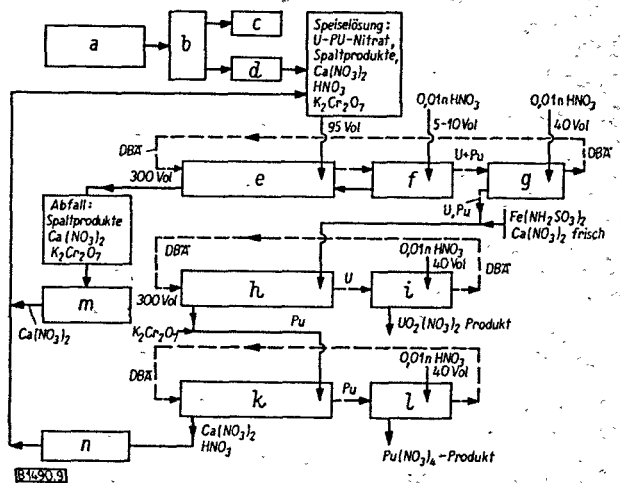 a
b
c
d
Speiselösung:
U-PU-Nitrat,
Spaltprodukte,
Ca(NO3)2
HNO3
K2Cr2O7
0,01n HNO3
0,01n HNO3
95 Vol
5-10 Vol
40 Vol
DBÄ
U+Pu
DBÄ
300 Vol
e
f
g
Abfall:
Spaltprodukte
Ca(NO3)2
K2Cr2O7
U,Pu
Fe(NH2SO3)2
Ca(NO3)2 frisch
0,01n HNO3
40 Vol
DBÄ
DBÄ
h
U
i
m
300 Vol
Ca(NO3)2
Pu
UO2(NO3)2 Produkt
K2Cr2O7
0,01n HNO3
40 Vol
DBÄ
k
Pu
l
Ca(NO3)2
HNO3
n
Pu(NO3)4-Produkt
B1490.9